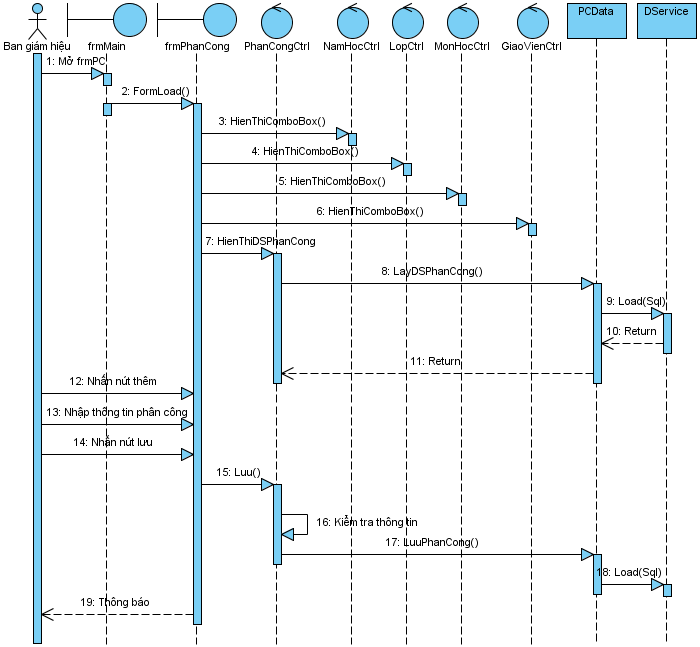 PCData
DService
Ban giám hiệu
frmMain
frmPhanCong
PhanCongCtrl
NamHocCtrl
LopCtrl
MonHocCtrl
GiaoVienCtrl
1: Mở frmPC
2: FormLoad()
3: HienThiComboBox()
4: HienThiComboBox()
5: HienThiComboBox()
6: HienThiComboBox()
7: HienThiDSPhanCong
8: LayDSPhanCong()
9: Load(Sql)
10: Return
11: Return
12: Nhấn nút thêm
13: Nhập thông tin phân công
14: Nhấn nút lưu
15: Luu()
16: Kiểm tra thông tin
17: LuuPhanCong()
18: Load(Sql)
19: Thông báo